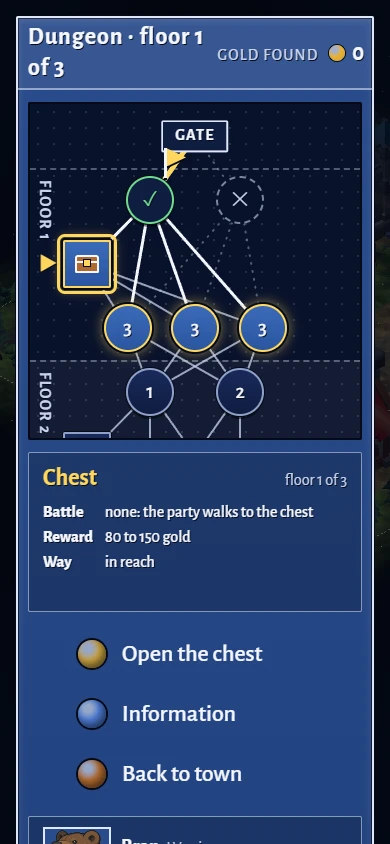 Dungeon · floor 1
of 3
GOLD FOUND 0
GATE
✓
✕
FLOOR 1
3 3 3
1 2
FLOOR 2
Chest floor 1 of 3
Battle none: the party walks to the chest
Reward 80 to 150 gold
Way in reach
Open the chest
Information
Back to town